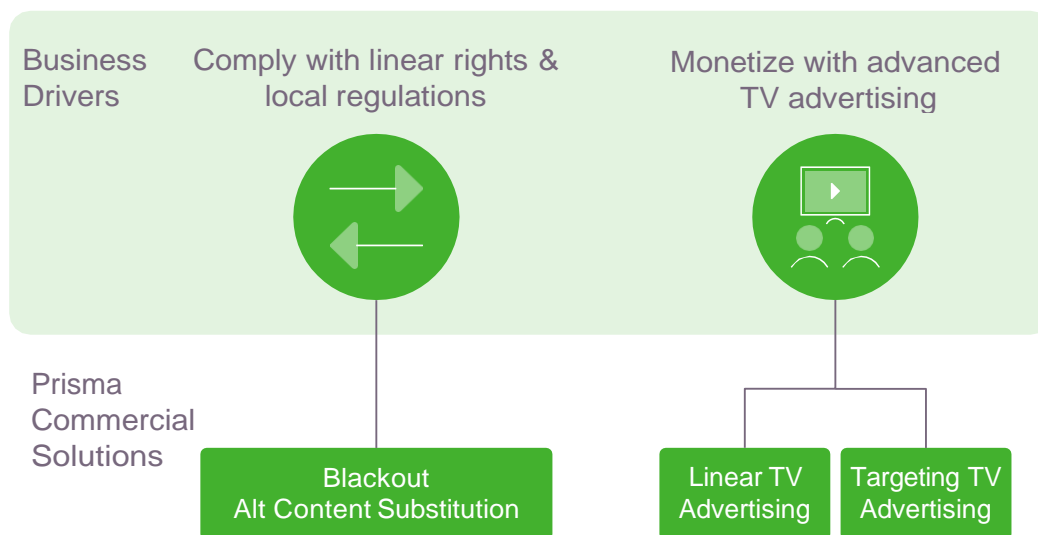 Business
Drivers
Comply with linear rights &
local regulations
Monetize with advanced
TV advertising
Prisma
Commercial
Solutions
Blackout
Alt Content Substitution
Linear TV
Advertising
Targeting TV
Advertising